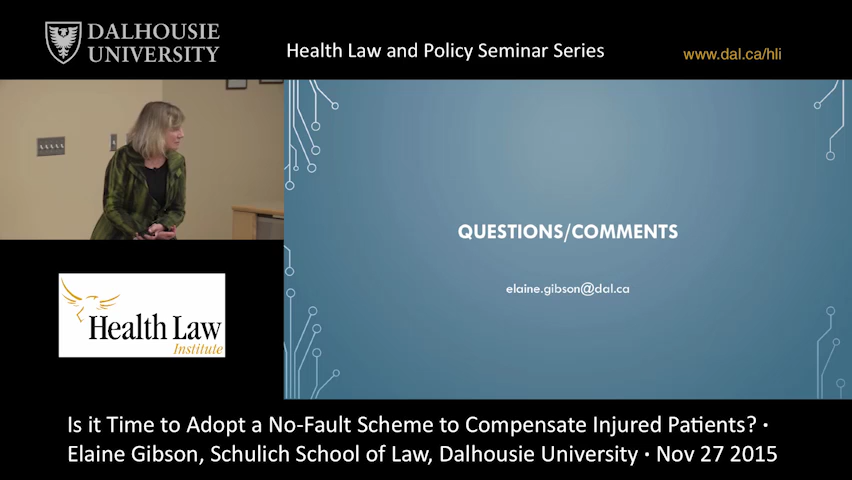 DALHOUSIE
UNIVERSITY
Health Law and Policy Seminar Series
www.dal.ca/hli
QUESTIONS/COMMENTS
elaine.gibson@dal.ca
Health Law
Institute
Is it Time to Adopt a No-Fault Scheme to Compensate Injured Patients? ·
Elaine Gibson, Schulich School of Law, Dalhousie University · Nov 27 2015